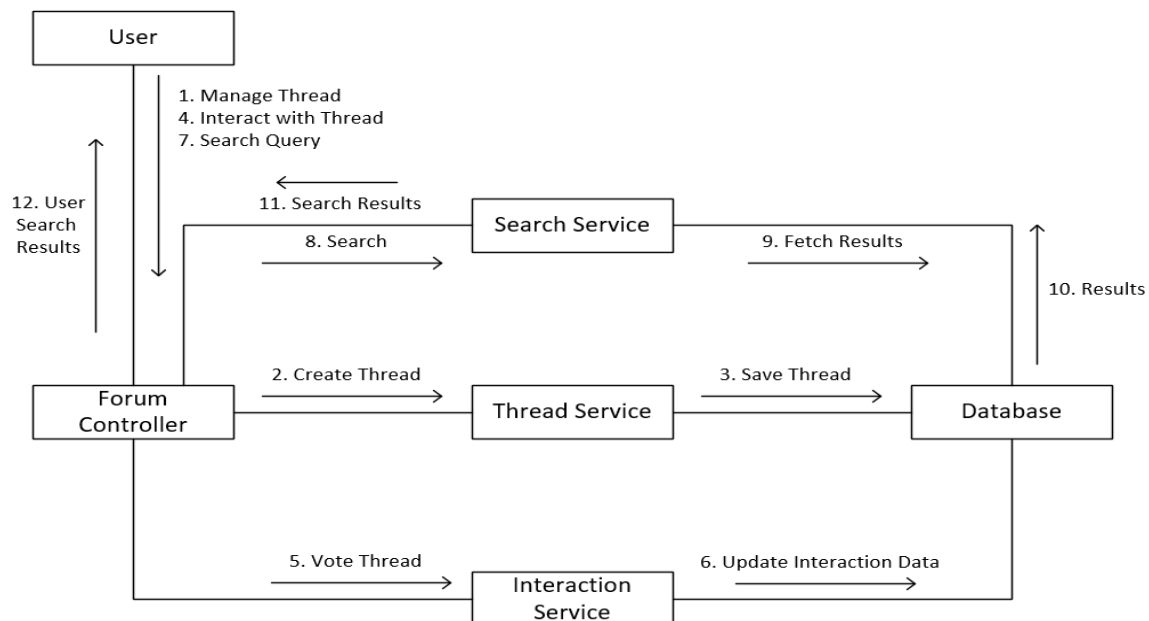 User
1. Manage Thread
4. Interact with Thread
7. Search Query
12. User
Search
Results
11. Search Results
Search Service
8. Search
9. Fetch Results
10. Results
2. Create Thread
3. Save Thread
Forum
Controller
Thread Service
Database
5. Vote Thread
6. Update Interaction Data
Interaction
Service